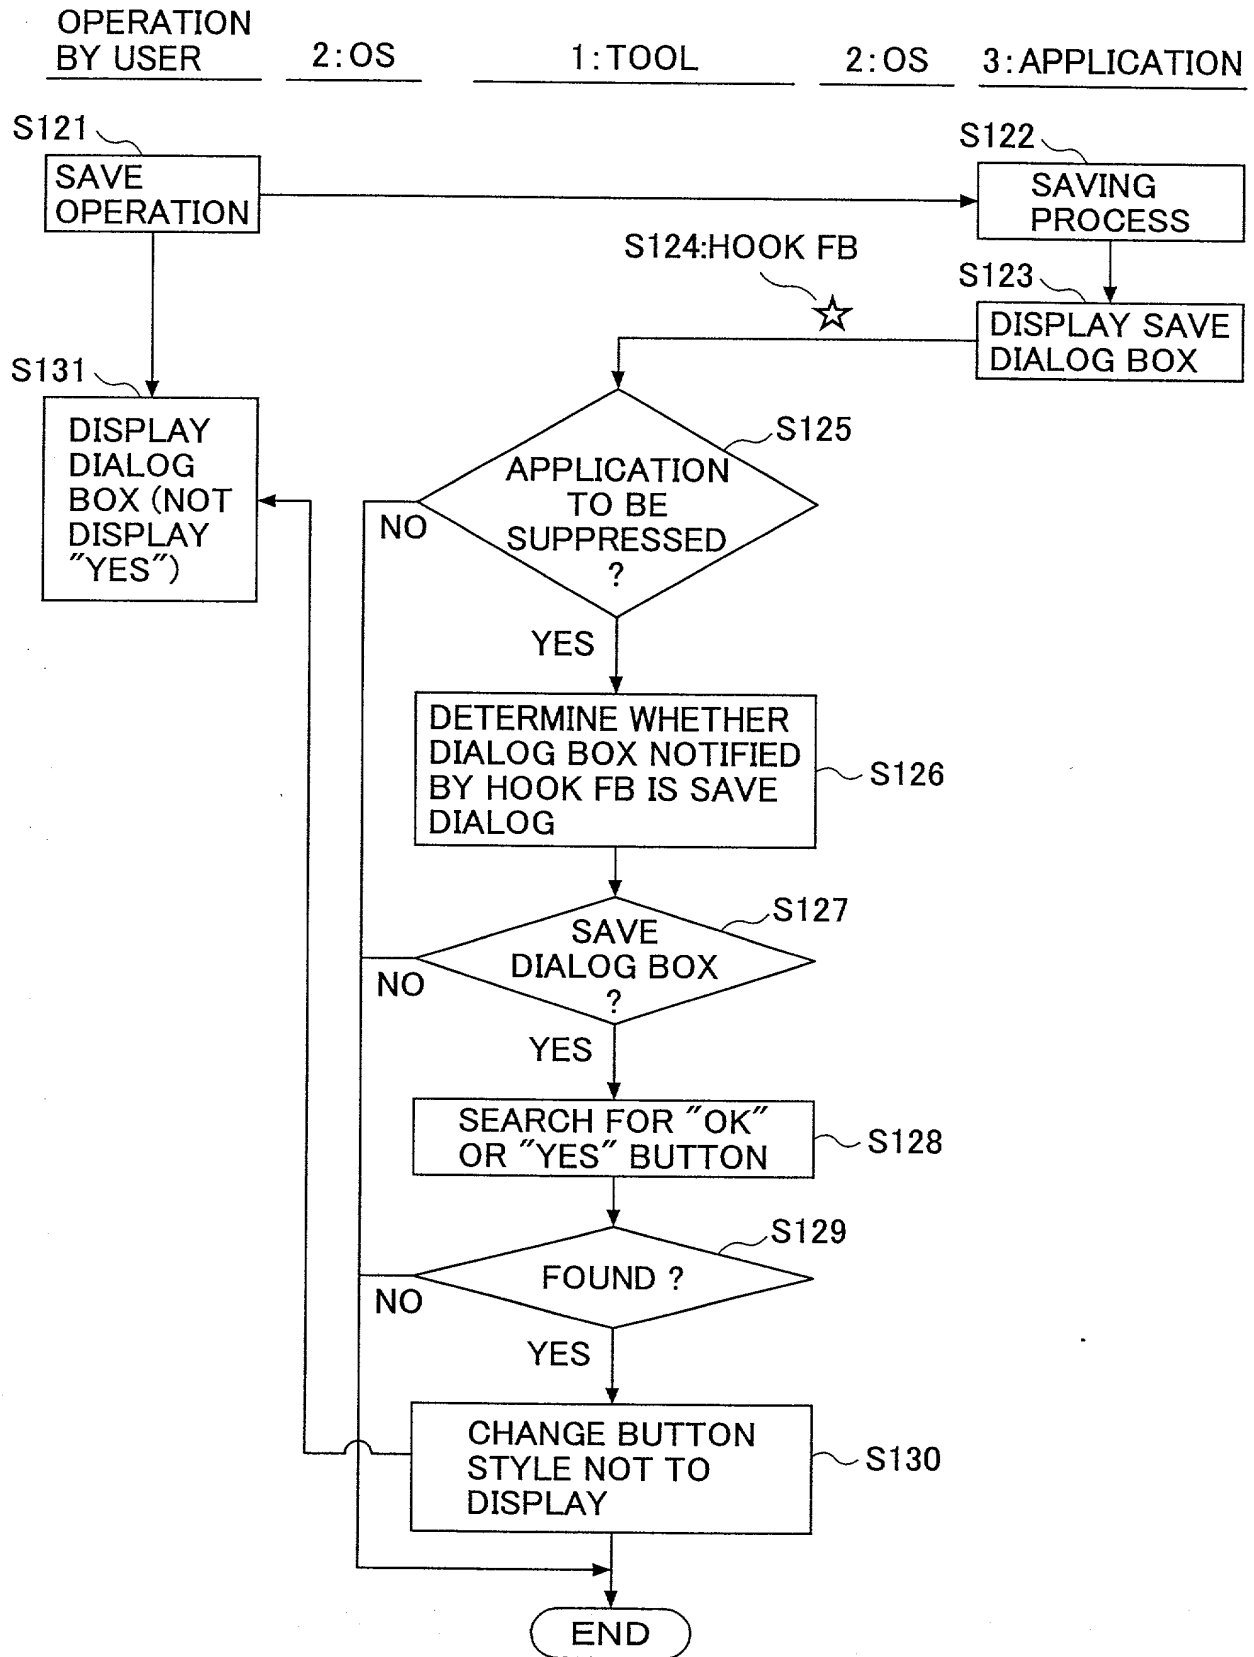 OPERATION
BY USER
2:OS
1:TOOL
2:OS
3:APPLICATION
S121
SAVE
OPERATION
S122
SAVING
PROCESS
S124:HOOK FB
S123
DISPLAY SAVE
DIALOG BOX
S131
DISPLAY
DIALOG
BOX (NOT
DISPLAY
"YES")
S125
APPLICATION
TO BE
SUPPRESSED
?
NO
YES
DETERMINE WHETHER
DIALOG BOX NOTIFIED
BY HOOK FB IS SAVE
DIALOG
S126
S127
SAVE
DIALOG BOX
?
NO
YES
SEARCH FOR "OK"
OR "YES" BUTTON
S128
S129
FOUND ?
NO
YES
CHANGE BUTTON
STYLE NOT TO
DISPLAY
S130
END